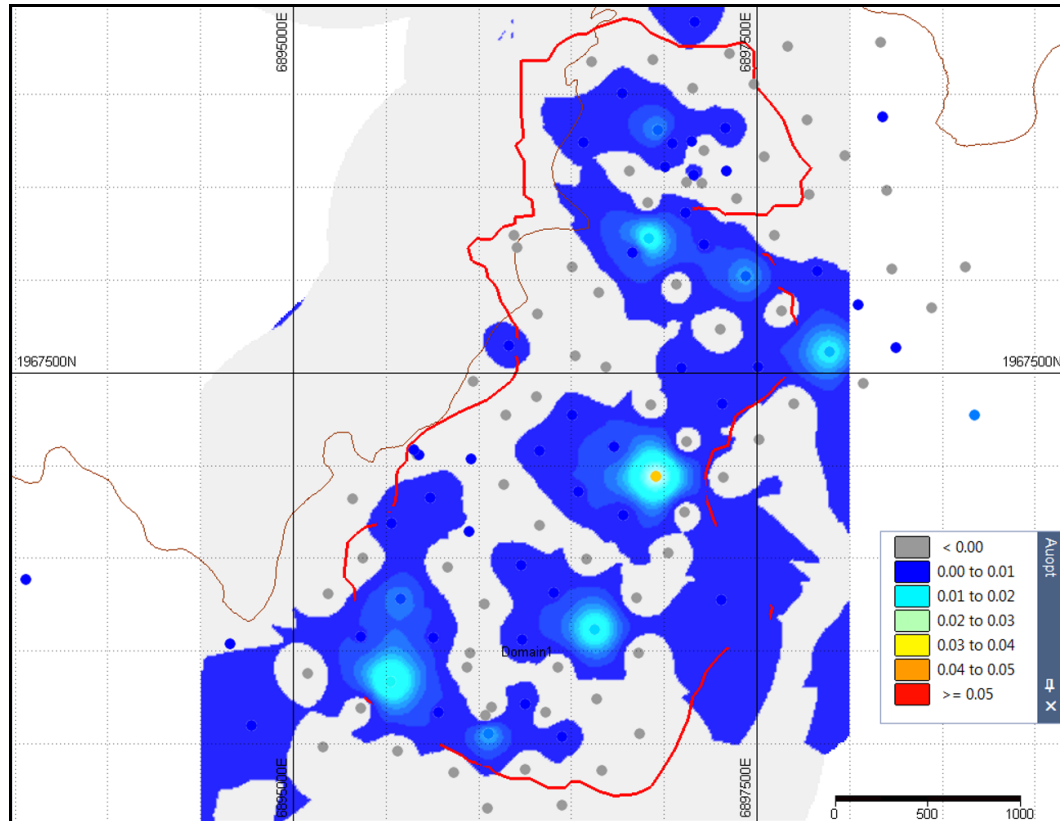 6895000E
6897500E
1967500N
1967500N
Auopt
< 0.00
0.00 to 0.01
0.01 to 0.02
0.02 to 0.03
0.03 to 0.04
0.04 to 0.05
>= 0.05
Domain1
6895000E
6897500E
0
500
1000